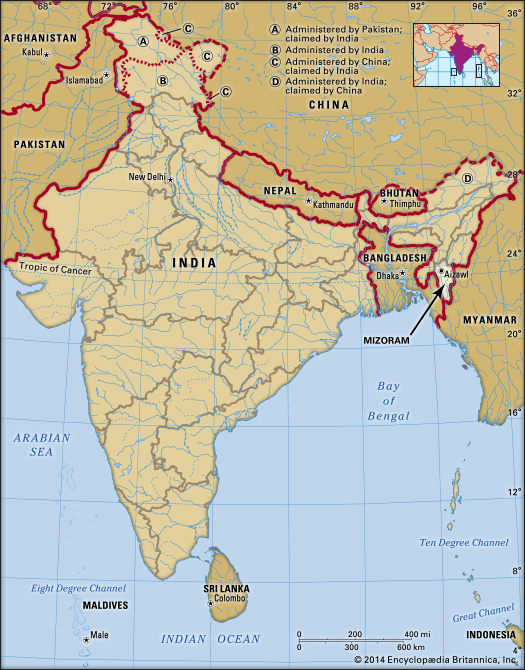 68°
72°
76°
80°
84°
88°
92°
96°
36°
AFGHANISTAN
Kabul
Islamabad
A
C
C
B
C
A Administered by Pakistan;
claimed by India
B Administered by India
C Administered by China;
claimed by India
D Administered by India;
claimed by China
32°
CHINA
PAKISTAN
28°
New Delhi
NEPAL
Kathmandu
BHUTAN
Thimphu
D
24°
Tropic of Cancer
INDIA
BANGLADESH
Dhaka
Aizawl
MYANMAR
20°
MIZORAM
Bay
of
Bengal
16°
ARABIAN
SEA
12°
Ten Degree Channel
8°
Eight Degree Channel
SRI LANKA
Colombo
MALDIVES
Male
INDIAN OCEAN
Great Channel
INDONESIA
4°
0 200 400 mi
0 300 600 km
© 2014 Encyclopædia Britannica, Inc.